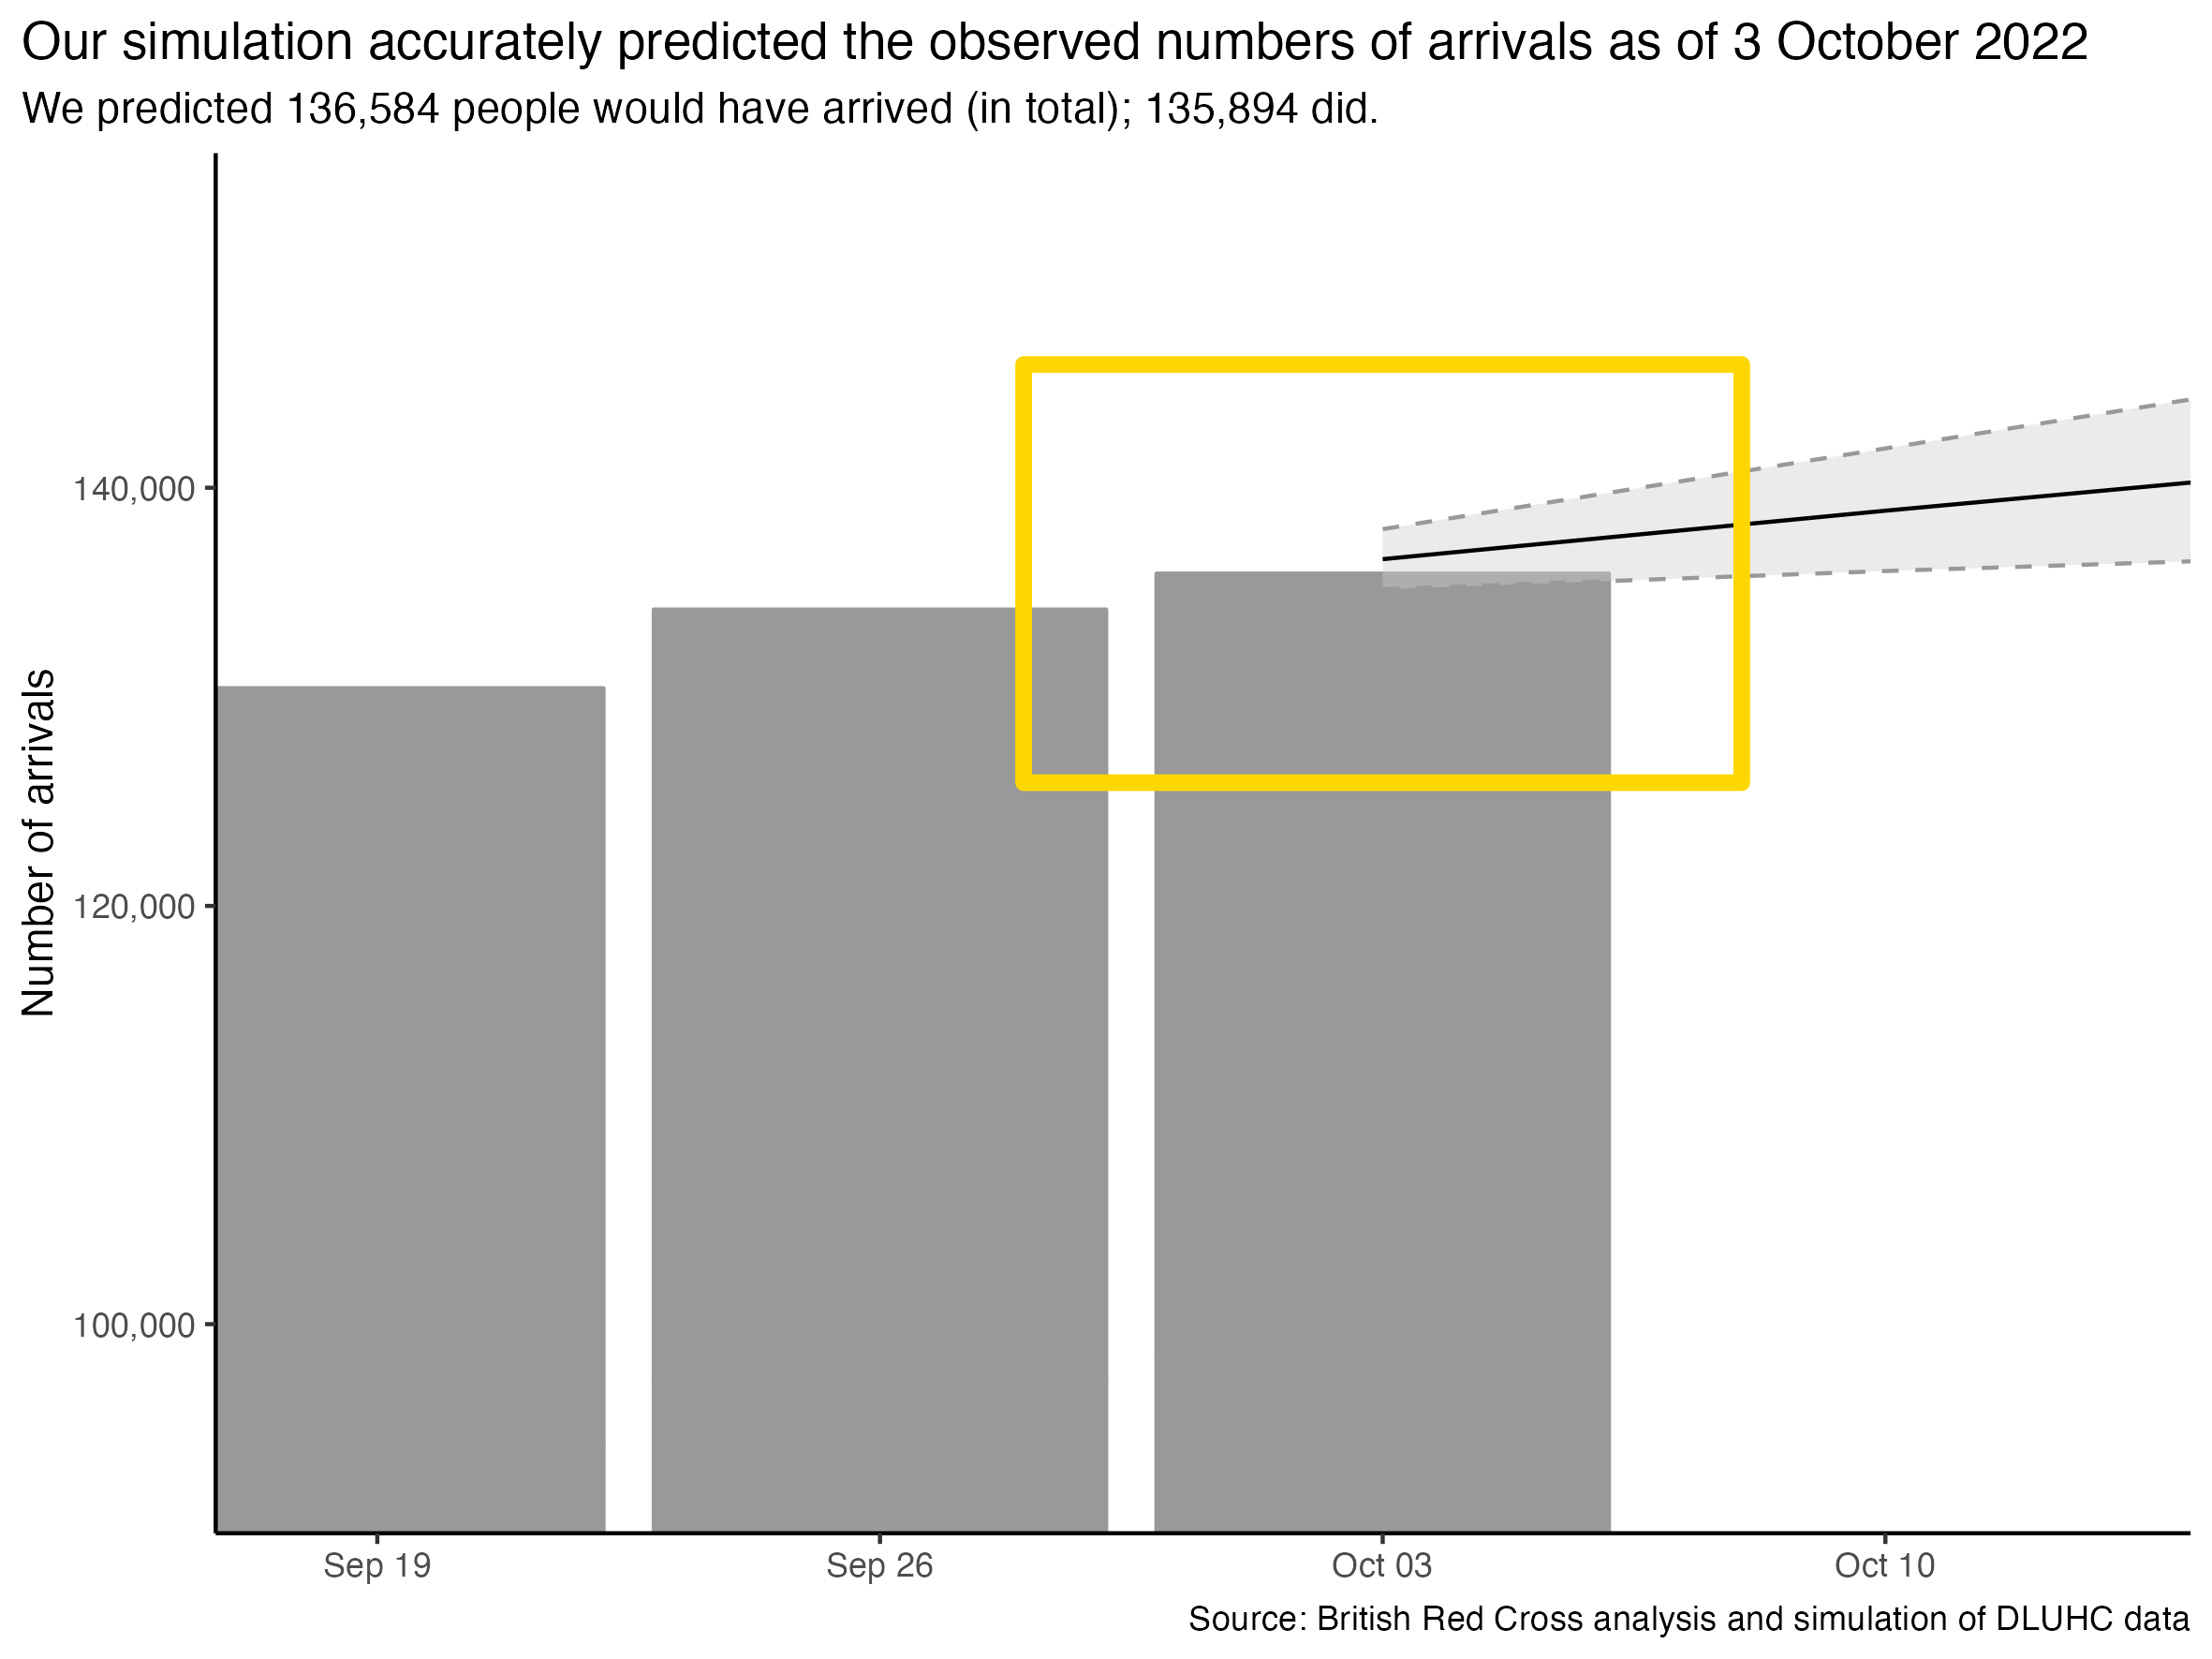 Our simulation accurately predicted the observed numbers of arrivals as of 3 October 2022
We predicted 136,584 people would have arrived (in total); 135,894 did.
Number of arrivals
140,000
120,000
100,000
Sep 19
Sep 26
Oct 03
Oct 10
Source: British Red Cross analysis and simulation of DLUHC data